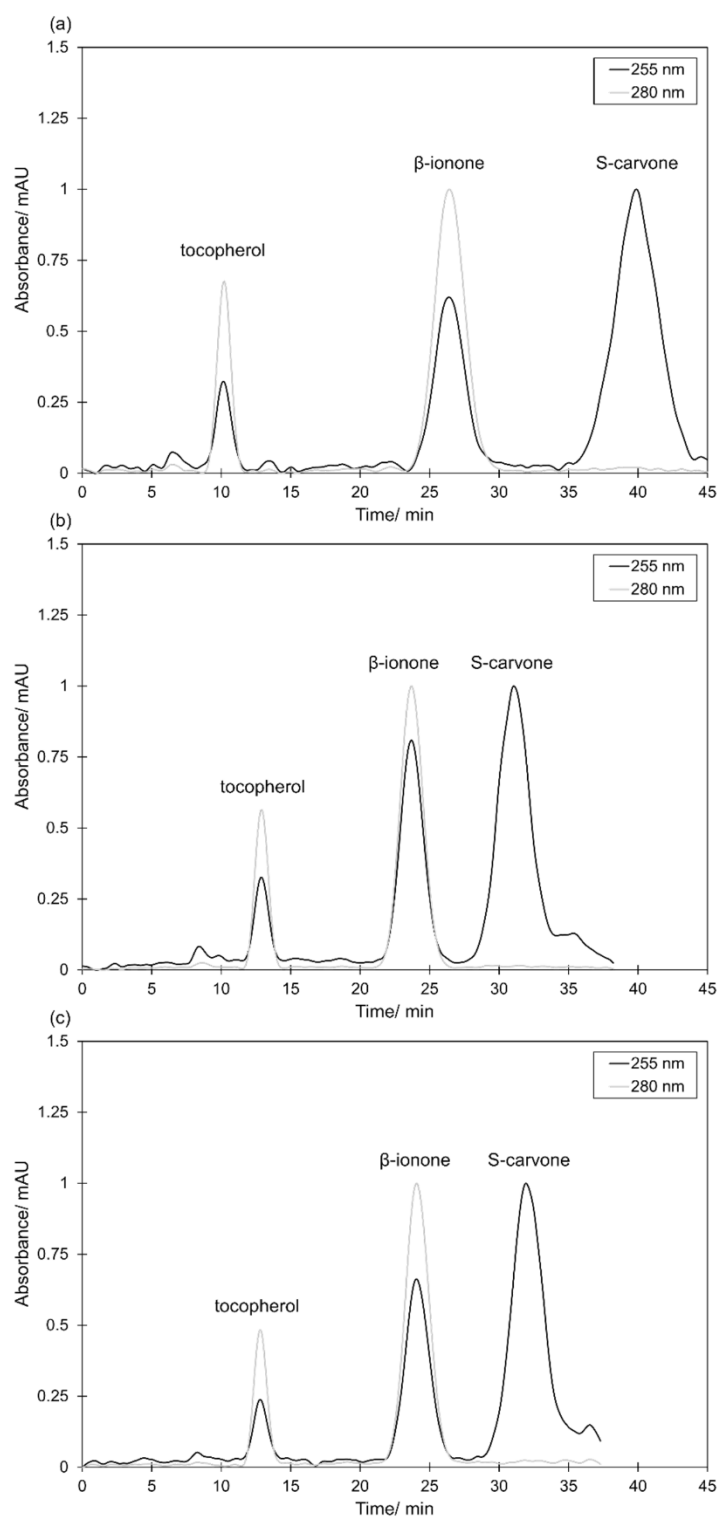 (a)
1.5
255 nm
280 nm
1.25
β-ionone
S-carvone
1
tocopherol
0.75
Absorbance/ mAU
0.5
0.25
0
0 5 10 15 20 25 30 35 40 45
Time/ min
(b)
1.5
255 nm
280 nm
1.25
β-ionone
S-carvone
1
tocopherol
0.75
Absorbance/ mAU
0.5
0.25
0
0 5 10 15 20 25 30 35 40 45
Time/ min
(c)
1.5
255 nm
280 nm
1.25
β-ionone
S-carvone
1
tocopherol
0.75
Absorbance/ mAU
0.5
0.25
0
0 5 10 15 20 25 30 35 40 45
Time/ min